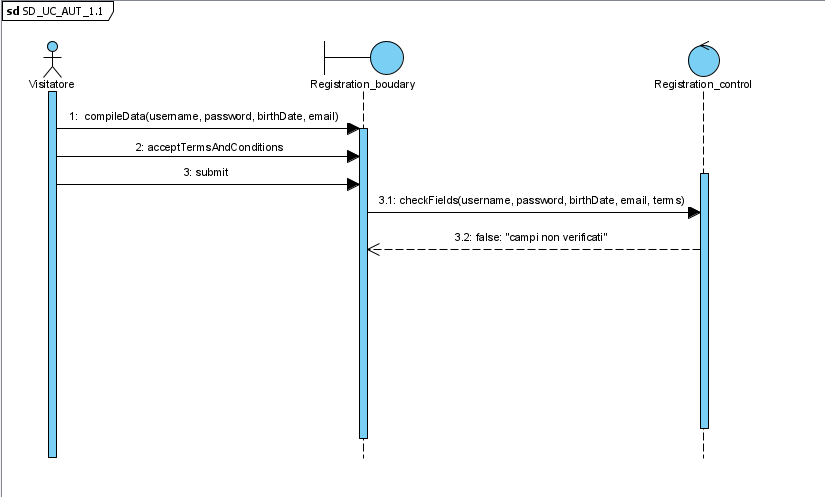 sd SD_UC_AUT_1.1
Visitatore
Registration_boudary
Registration_control
1: compileData(username, password, birthDate, email)
2: acceptTermsAndConditions
3: submit
3.1: checkFields(username, password, birthDate, email, terms)
3.2: false: "campi non verificati"